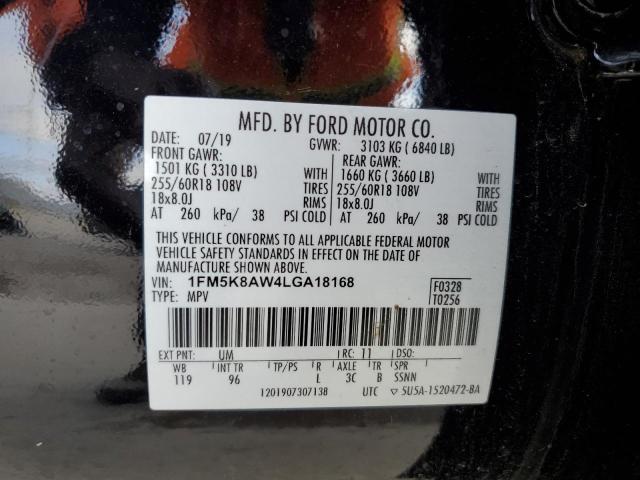 MFD. BY FORD MOTOR CO.
DATE: 07/19 GVWR: 3103 KG ( 6840 LB)
FRONT GAWR: REAR GAWR:
1501 KG ( 3310 LB) WITH 1660 KG ( 3660 LB) WITH
255/60R18 108V TIRES 255/60R18 108V TIRES
18x8.0J RIMS 18x8.0J RIMS
AT 260 kPa/ 38 PSI COLD AT 260 kPa/ 38 PSI COLD
THIS VEHICLE CONFORMS TO ALL APPLICABLE FEDERAL MOTOR
VEHICLE SAFETY STANDARDS IN EFFECT ON THE DATE OF
MANUFACTURE SHOWN ABOVE.
VIN: 1FM5K8AW4LGA18168 F0328
TYPE: MPV T0256
EXT PNT: UM RC: 11 DSO:
WB INT TR TP/PS R AXLE TR SPR
119 96 L 3C B SSNN
1201907307138 UTC ▽ 5U5A-1520472-BA